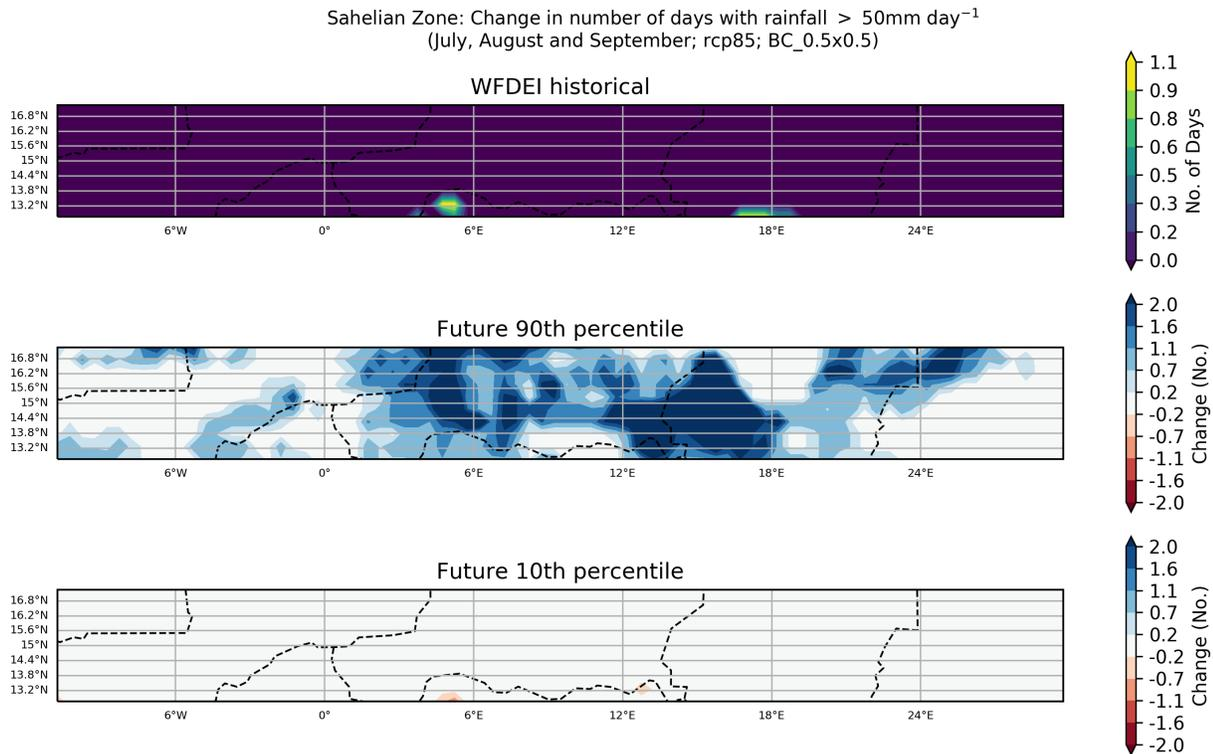 Sahelian Zone: Change in number of days with rainfall > 50mm day⁻¹
(July, August and September; rcp85; BC_0.5x0.5)
WFDEI historical
16.8°N
16.2°N
15.6°N
15°N
14.4°N
13.8°N
13.2°N
6°W 0° 6°E 12°E 18°E 24°E
1.1
0.9
0.8
0.6
0.5
0.3
0.2
0.0
No. of Days
Future 90th percentile
16.8°N
16.2°N
15.6°N
15°N
14.4°N
13.8°N
13.2°N
6°W 0° 6°E 12°E 18°E 24°E
2.0
1.6
1.1
0.7
0.2
-0.2
-0.7
-1.1
-1.6
-2.0
Change (No.)
Future 10th percentile
16.8°N
16.2°N
15.6°N
15°N
14.4°N
13.8°N
13.2°N
6°W 0° 6°E 12°E 18°E 24°E
2.0
1.6
1.1
0.7
0.2
-0.2
-0.7
-1.1
-1.6
-2.0
Change (No.)